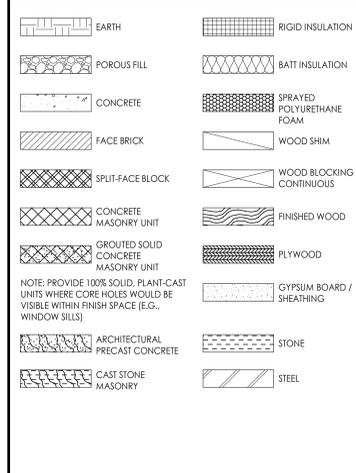 EARTH
POROUS FILL
CONCRETE
FACE BRICK
SPLIT-FACE BLOCK
CONCRETE
MASONRY UNIT
GROUTED SOLID
CONCRETE
MASONRY UNIT
NOTE: PROVIDE 100% SOLID, PLANT-CAST
UNITS WHERE CORE HOLES WOULD BE
VISIBLE WITHIN FINISH SPACE (E.G.,
WINDOW SILLS)
ARCHITECTURAL
PRECAST CONCRETE
CAST STONE
MASONRY
RIGID INSULATION
BATT INSULATION
SPRAYED
POLYURETHANE
FOAM
WOOD SHIM
WOOD BLOCKING
CONTINUOUS
FINISHED WOOD
PLYWOOD
GYPSUM BOARD /
SHEATHING
STONE
STEEL